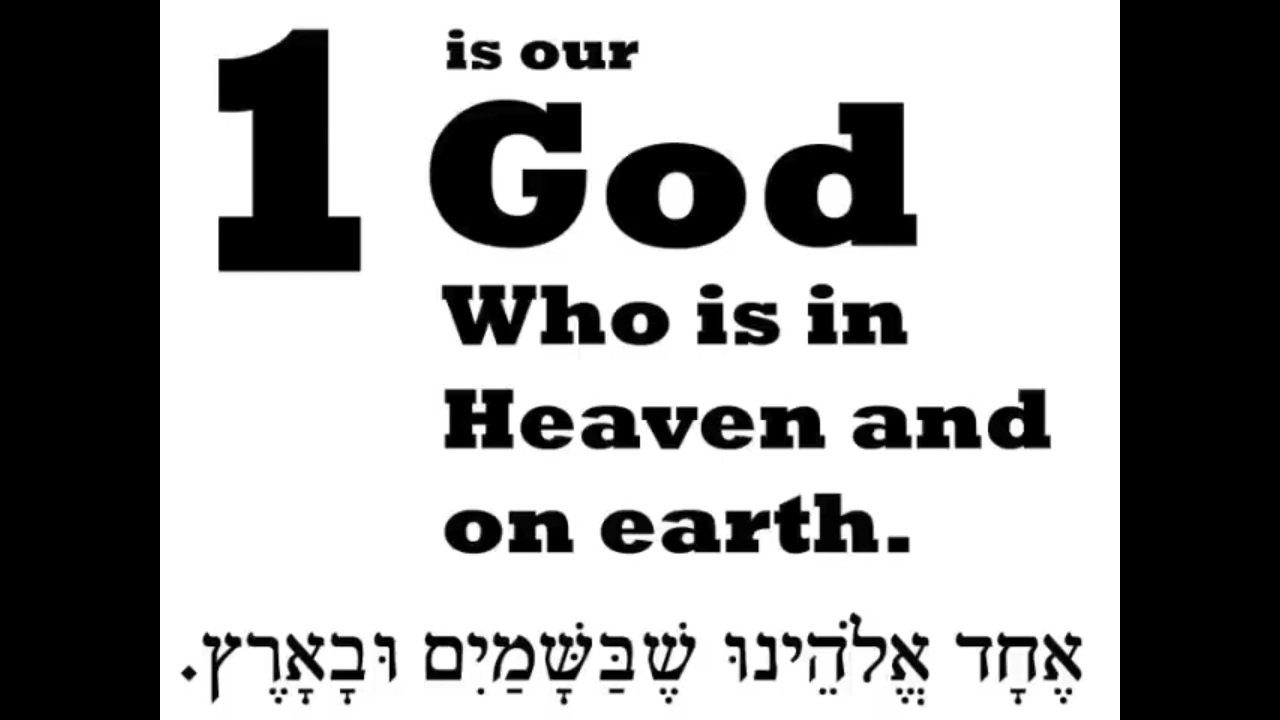 1 is our
God
Who is in
Heaven and
on earth.
אֶחָד אֱלֹהֵינוּ שֶׁבַּשָּׁמַיִם וּבָאָרֶץ.